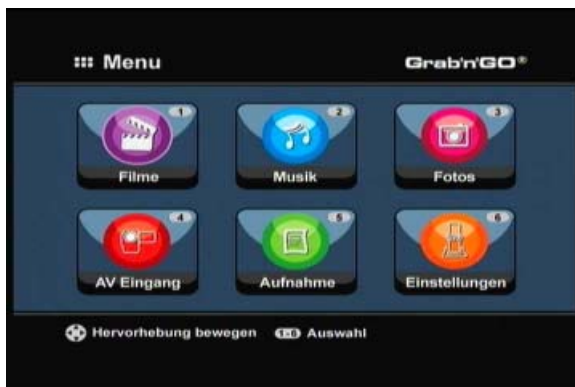 Menu
Grab'n'GO®
1
2
3
Filme
Musik
Fotos
4
5
6
AV Eingang
Aufnahme
Einstellungen
Hervorhebung bewegen 1-6 Auswahl